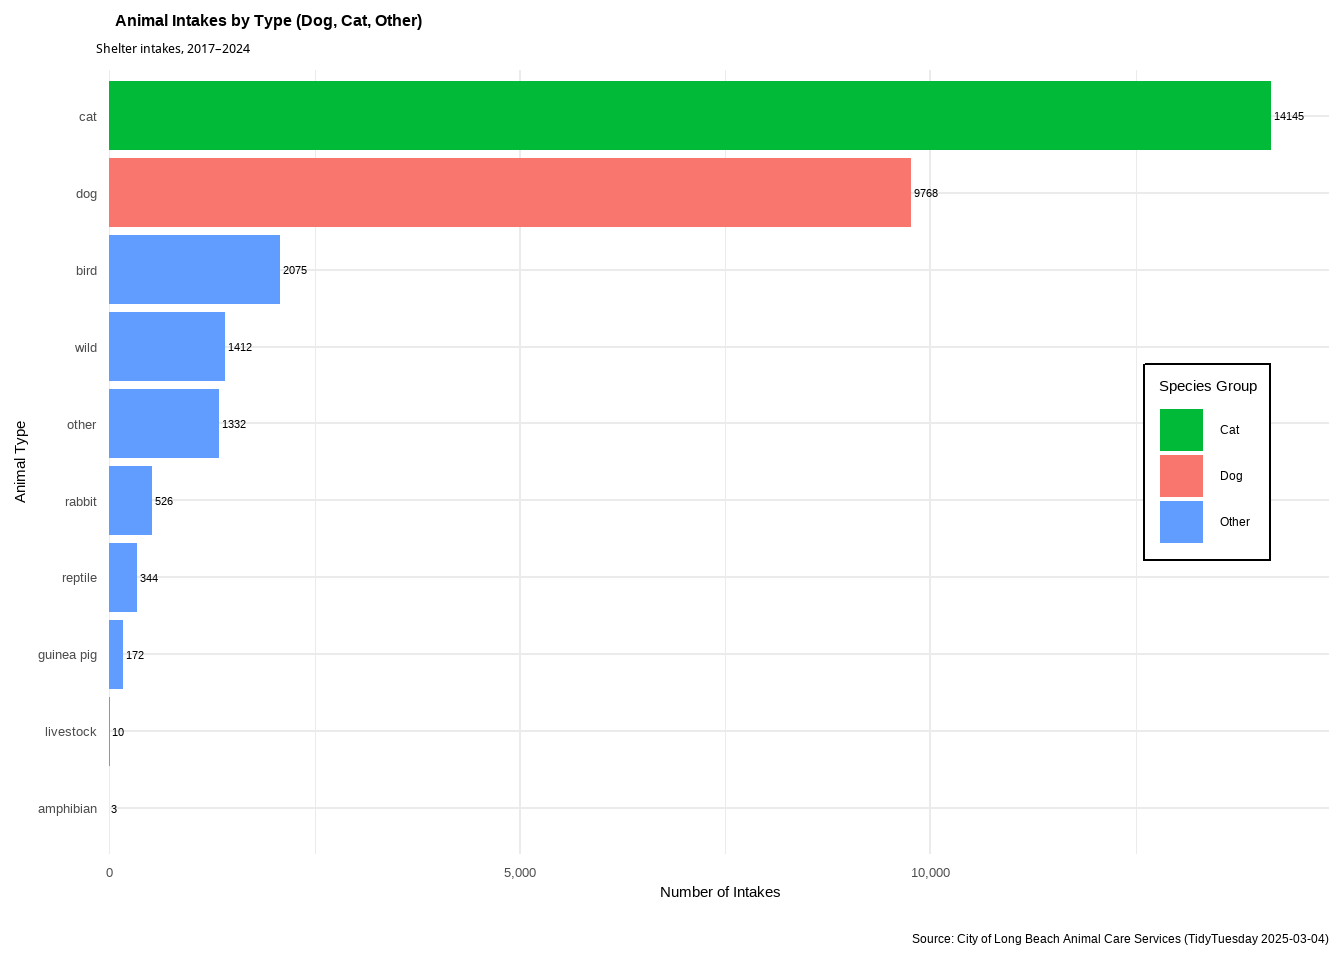 Animal Intakes by Type (Dog, Cat, Other)
Shelter intakes, 2017–2024
cat
14145
dog
9768
bird
2075
wild
1412
other
1332
rabbit
526
reptile
344
guinea pig
172
livestock
10
amphibian
3
Animal Type
Species Group
Cat
Dog
Other
0
5,000
10,000
Number of Intakes
Source: City of Long Beach Animal Care Services (TidyTuesday 2025-03-04)